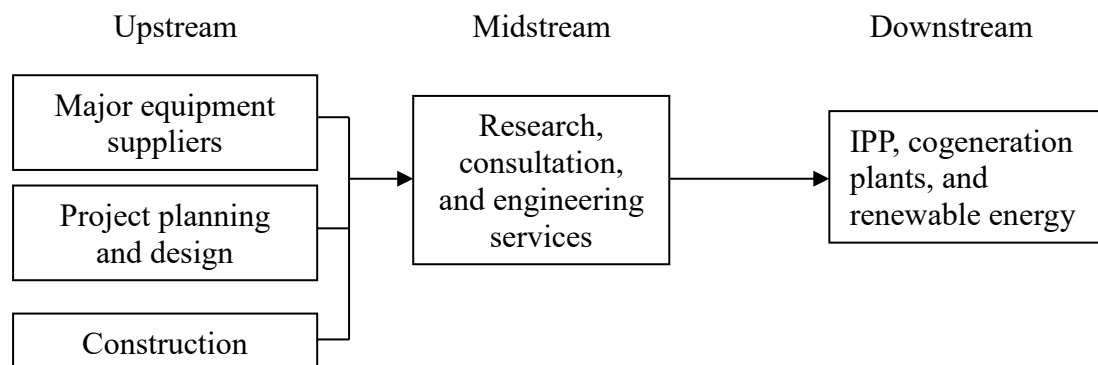 Upstream
Midstream
Downstream
Major equipment
suppliers
Project planning
and design
Construction
Research,
consultation,
and engineering
services
IPP, cogeneration
plants, and
renewable energy